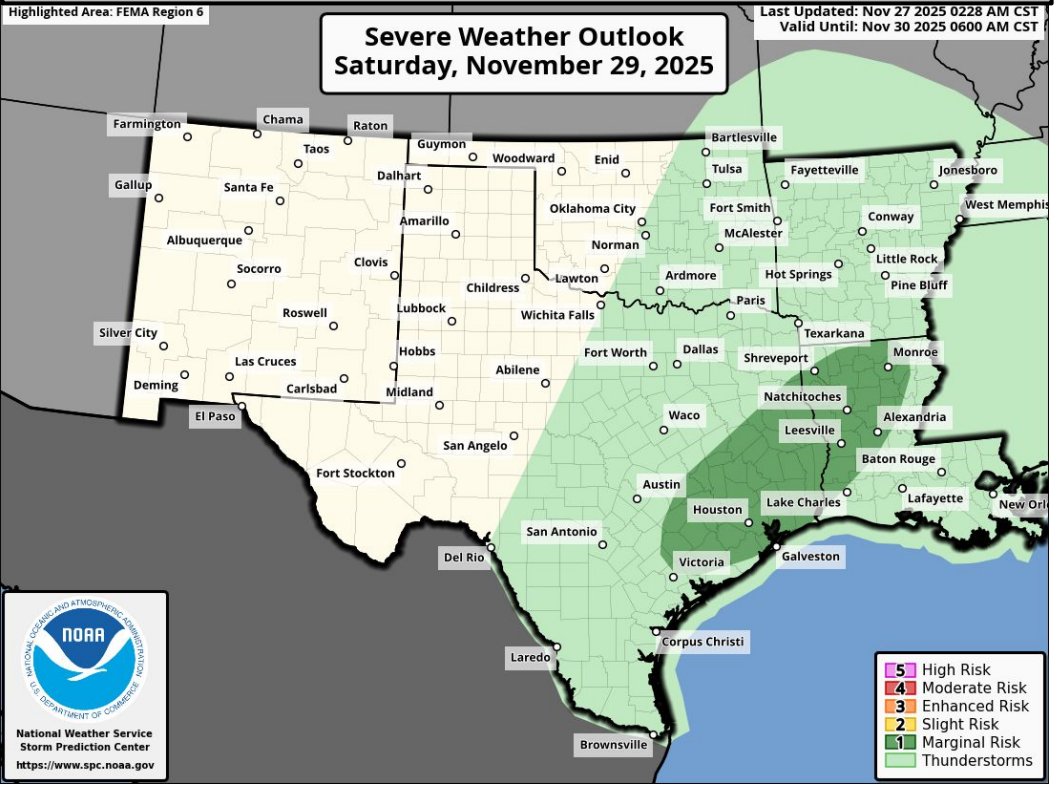 Highlighted Area: FEMA Region 6
Last Updated: Nov 27 2025 0228 AM CST
Valid Until: Nov 30 2025 0600 AM CST
Severe Weather Outlook
Saturday, November 29, 2025
Farmington
Chama
Raton
Taos
Guymon
Woodward
Enid
Bartlesville
Tulsa
Fayetteville
Jonesboro
Gallup
Santa Fe
Dalhart
Oklahoma City
Fort Smith
West Memphis
Albuquerque
Amarillo
Norman
McAlester
Conway
Socorro
Clovis
Childress
Lawton
Ardmore
Hot Springs
Little Rock
Pine Bluff
Roswell
Lubbock
Wichita Falls
Paris
Silver City
Texarkana
Las Cruces
Hobbs
Fort Worth
Dallas
Shreveport
Monroe
Deming
Carlsbad
Midland
Abilene
Natchitoches
El Paso
Waco
Leesville
Alexandria
San Angelo
Baton Rouge
Fort Stockton
Austin
Lake Charles
Lafayette
New Orl
Houston
San Antonio
Del Rio
Victoria
Galveston
Laredo
Corpus Christi
Brownsville
NATIONAL OCEANIC AND ATMOSPHERIC ADMINISTRATION
NOAA
U.S. DEPARTMENT OF COMMERCE
National Weather Service
Storm Prediction Center
https://www.spc.noaa.gov
5 High Risk
4 Moderate Risk
3 Enhanced Risk
2 Slight Risk
1 Marginal Risk
Thunderstorms